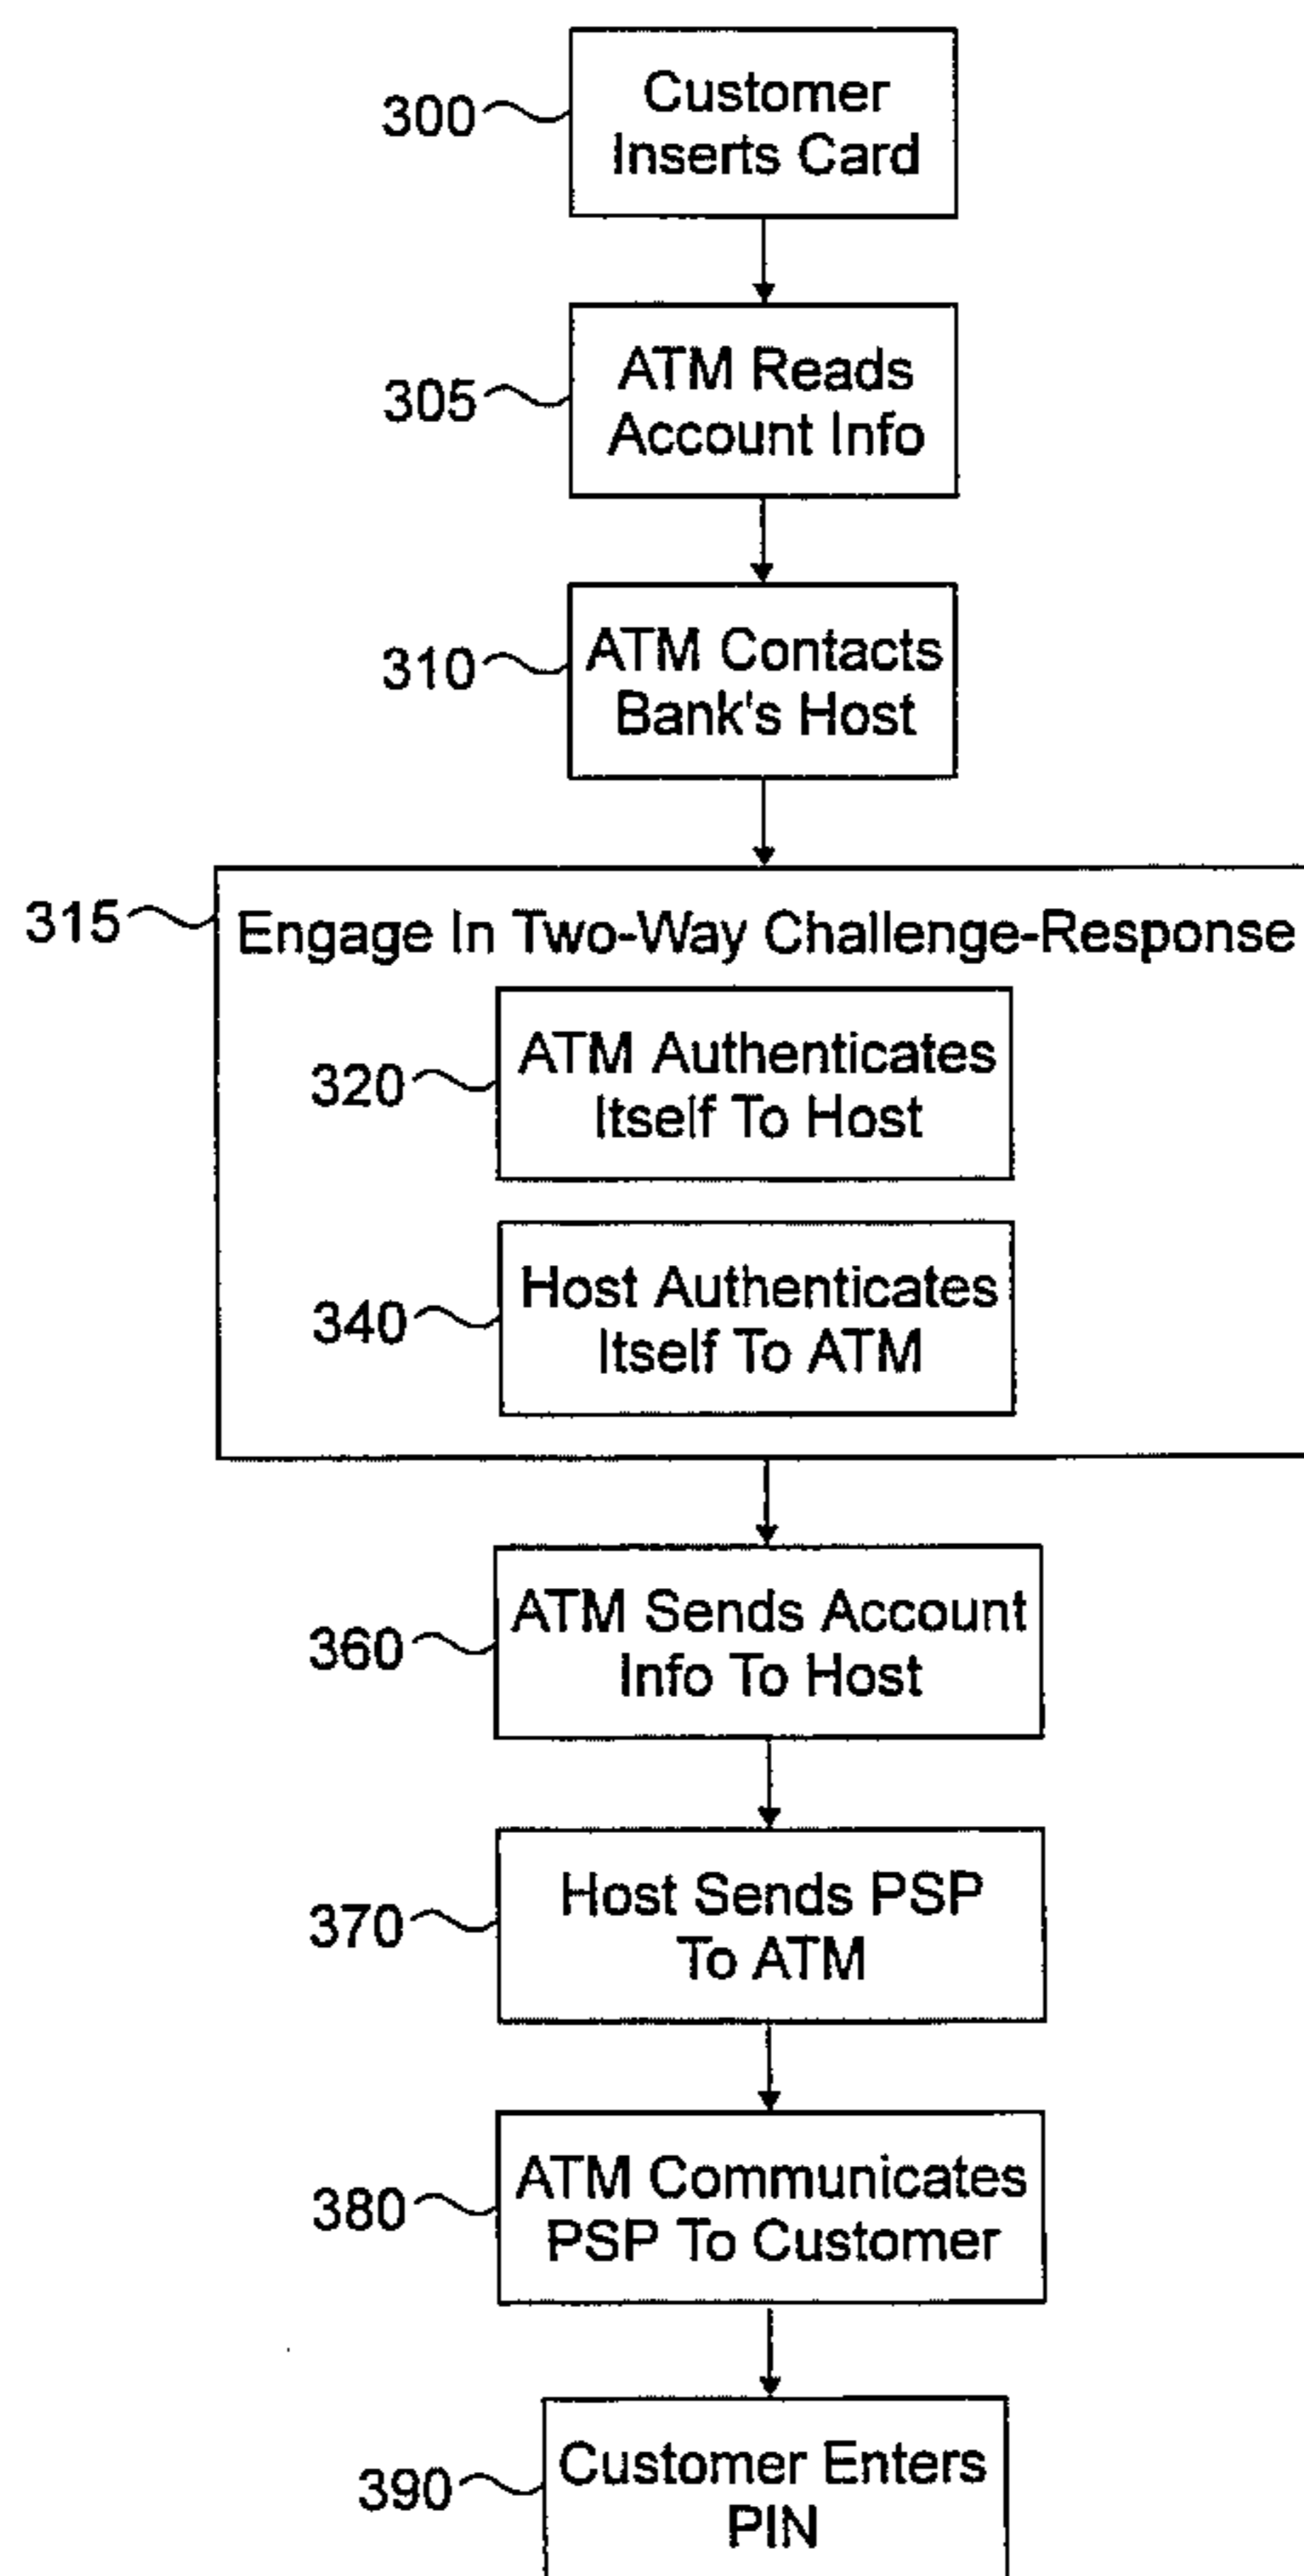 300
Customer
Inserts Card
305
ATM Reads
Account Info
310
ATM Contacts
Bank's Host
315
Engage In Two-Way Challenge-Response
320
ATM Authenticates
Itself To Host
340
Host Authenticates
Itself To ATM
360
ATM Sends Account
Info To Host
370
Host Sends PSP
To ATM
380
ATM Communicates
PSP To Customer
390
Customer Enters
PIN